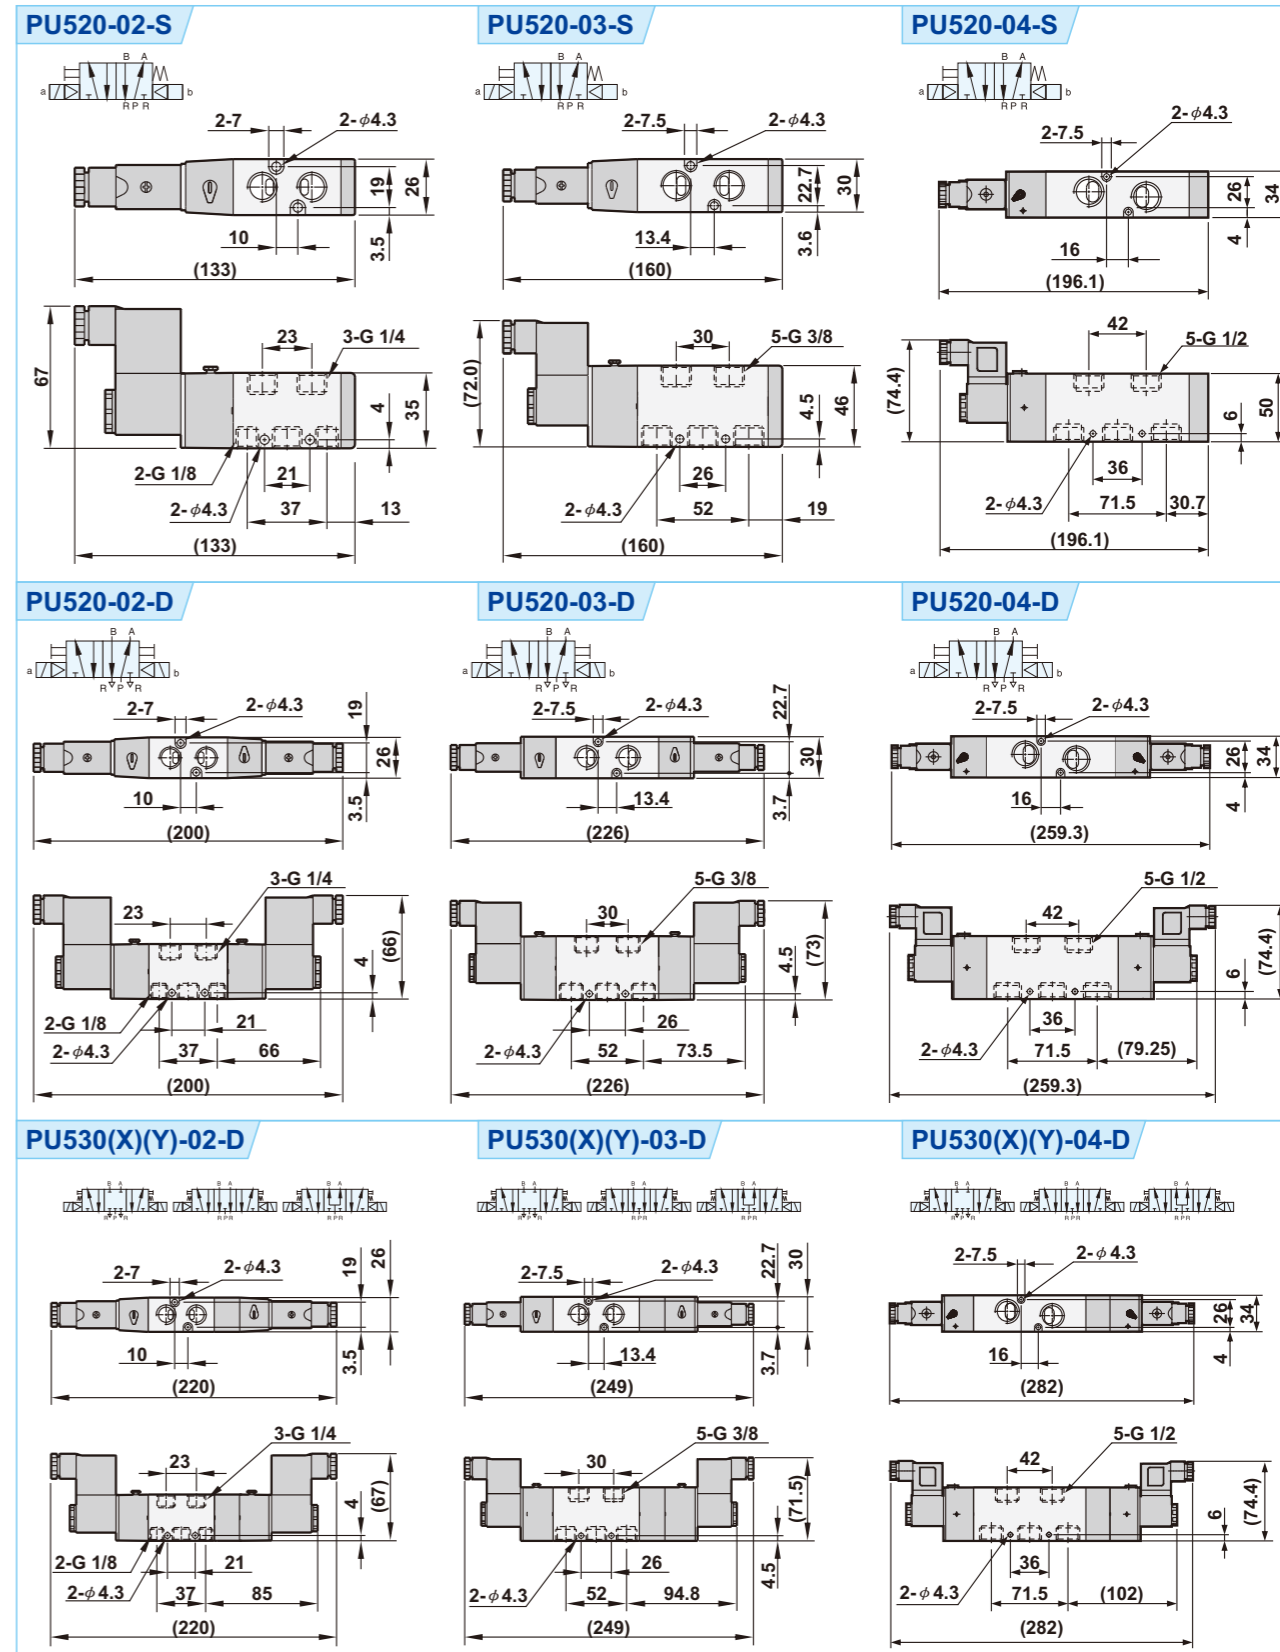 PU520-02-S
B A
a b
R P R
2-7 2-φ4.3
19 26
10 3.5
(133)
67
23 3-G 1/4
4 35
2-G 1/8
21
2-φ4.3 37 13
(133)
PU520-03-S
B A
a b
R P R
2-7.5 2-φ4.3
22.7 30
13.4 3.6
(160)
(72.0)
30 5-G 3/8
4.5 46
26
2-φ4.3 52 19
(160)
PU520-04-S
B A
a b
R P R
2-φ4.3
2-7.5
26 34
16 4
(196.1)
42 5-G 1/2
(74.4)
6 50
36
2-φ4.3 71.5 30.7
(196.1)
PU520-02-D
B A
a b
R P R
2-7 2-φ4.3 19
26
10 3.5
(200)
3-G 1/4
23
4 (66)
2-G 1/8 21
2-φ4.3 37 66
(200)
PU520-03-D
B A
a b
R P R
2-7.5 2-φ4.3 22.7
30
13.4 3.7
(226)
5-G 3/8
30
4.5 (73)
26
2-φ4.3 52 73.5
(226)
PU520-04-D
B A
a b
R P R
2-7.5 2-φ4.3
26 34
16 4
(259.3)
5-G 1/2
42
6 (74.4)
36
2-φ4.3 71.5 (79.25)
(259.3)
PU530(X)(Y)-02-D
B A B A B A
R P R R P R R P R
2-7 2-φ4.3 19 26
10 3.5
(220)
3-G 1/4
23
4 (67)
2-G 1/8 21
2-φ4.3 37 85
(220)
PU530(X)(Y)-03-D
B A B A B A
R P R R P R R P R
2-7.5 2-φ4.3 22.7 30
13.4 3.7
(249)
5-G 3/8
30
4.5 (71.5)
26
2-φ4.3 52 94.8
(249)
PU530(X)(Y)-04-D
B A B A B A
R P R R P R R P R
2-7.5 2-φ4.3
26 34
16 4
(282)
5-G 1/2
42
6 (74.4)
36
2-φ4.3 71.5 (102)
(282)